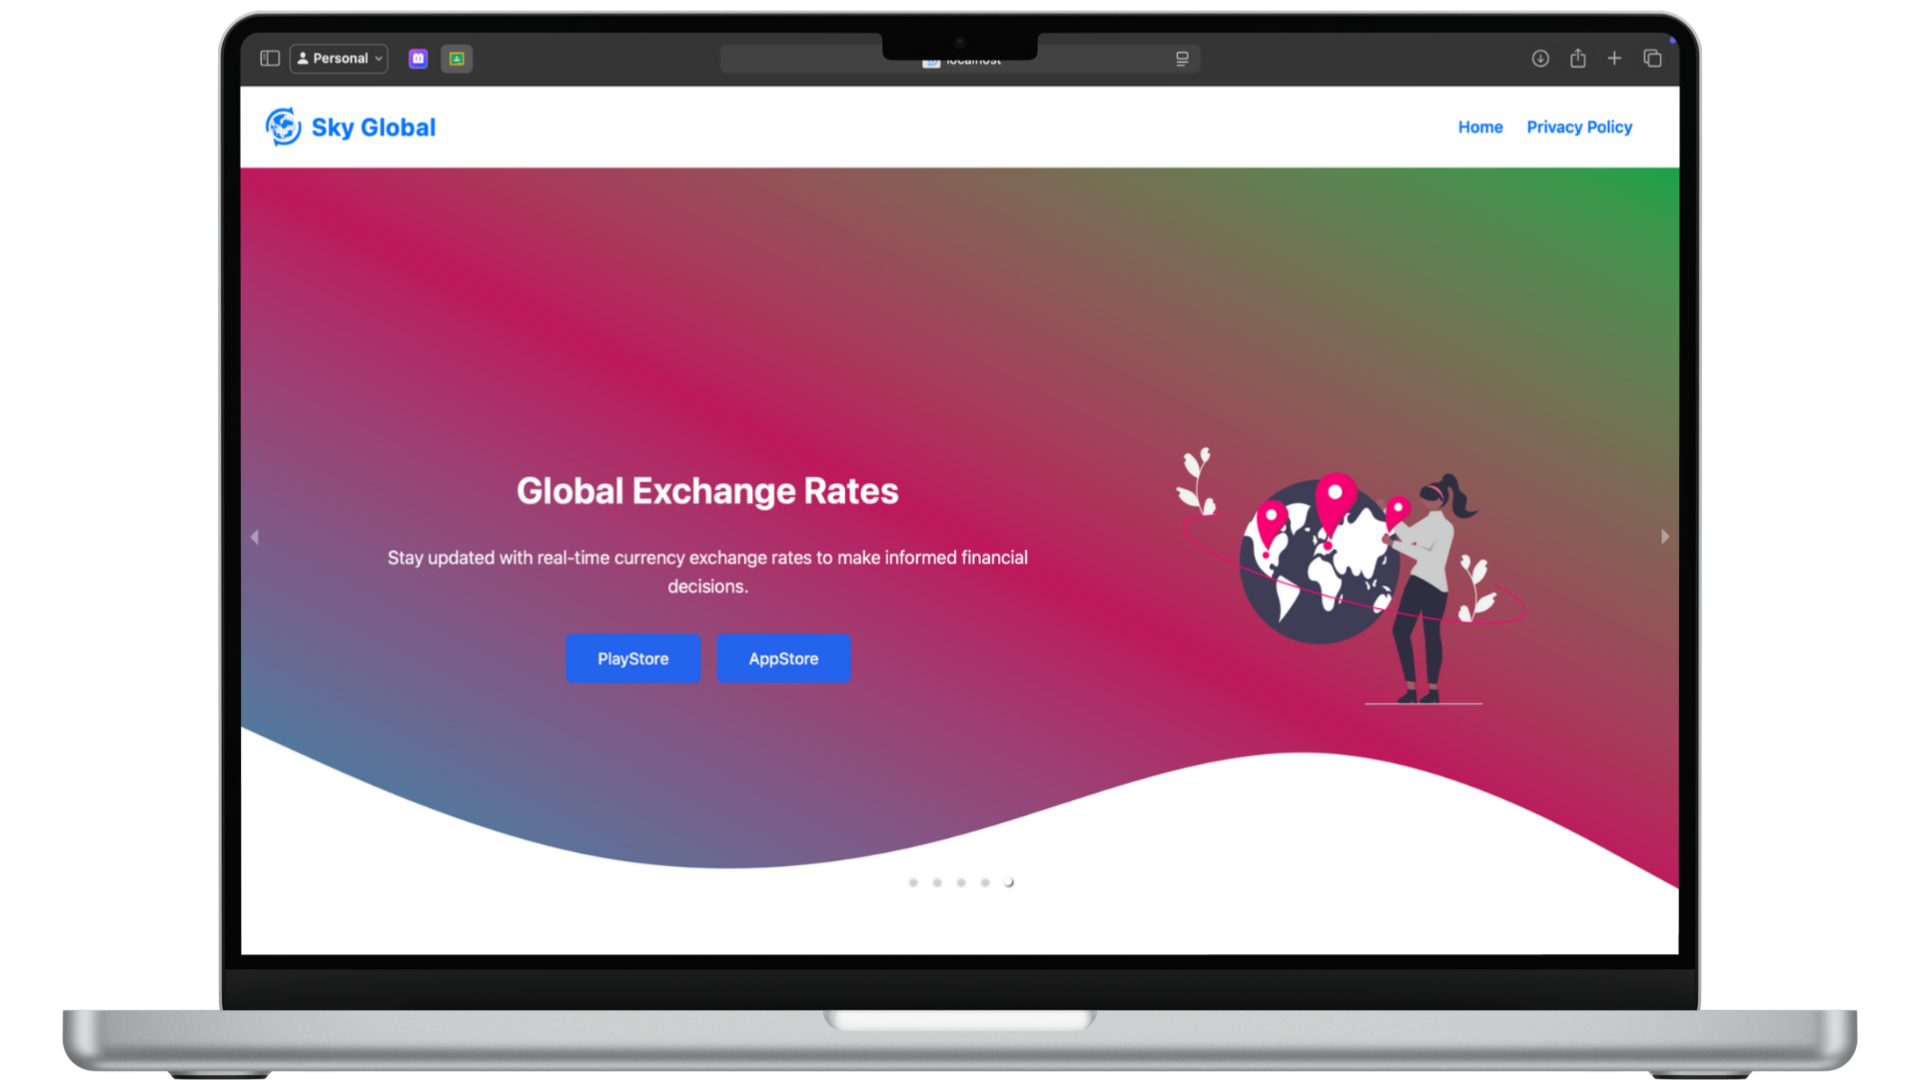 Personal
localhost
Sky Global
Home
Privacy Policy
Global Exchange Rates
Stay updated with real-time currency exchange rates to make informed financial
decisions.
PlayStore
AppStore